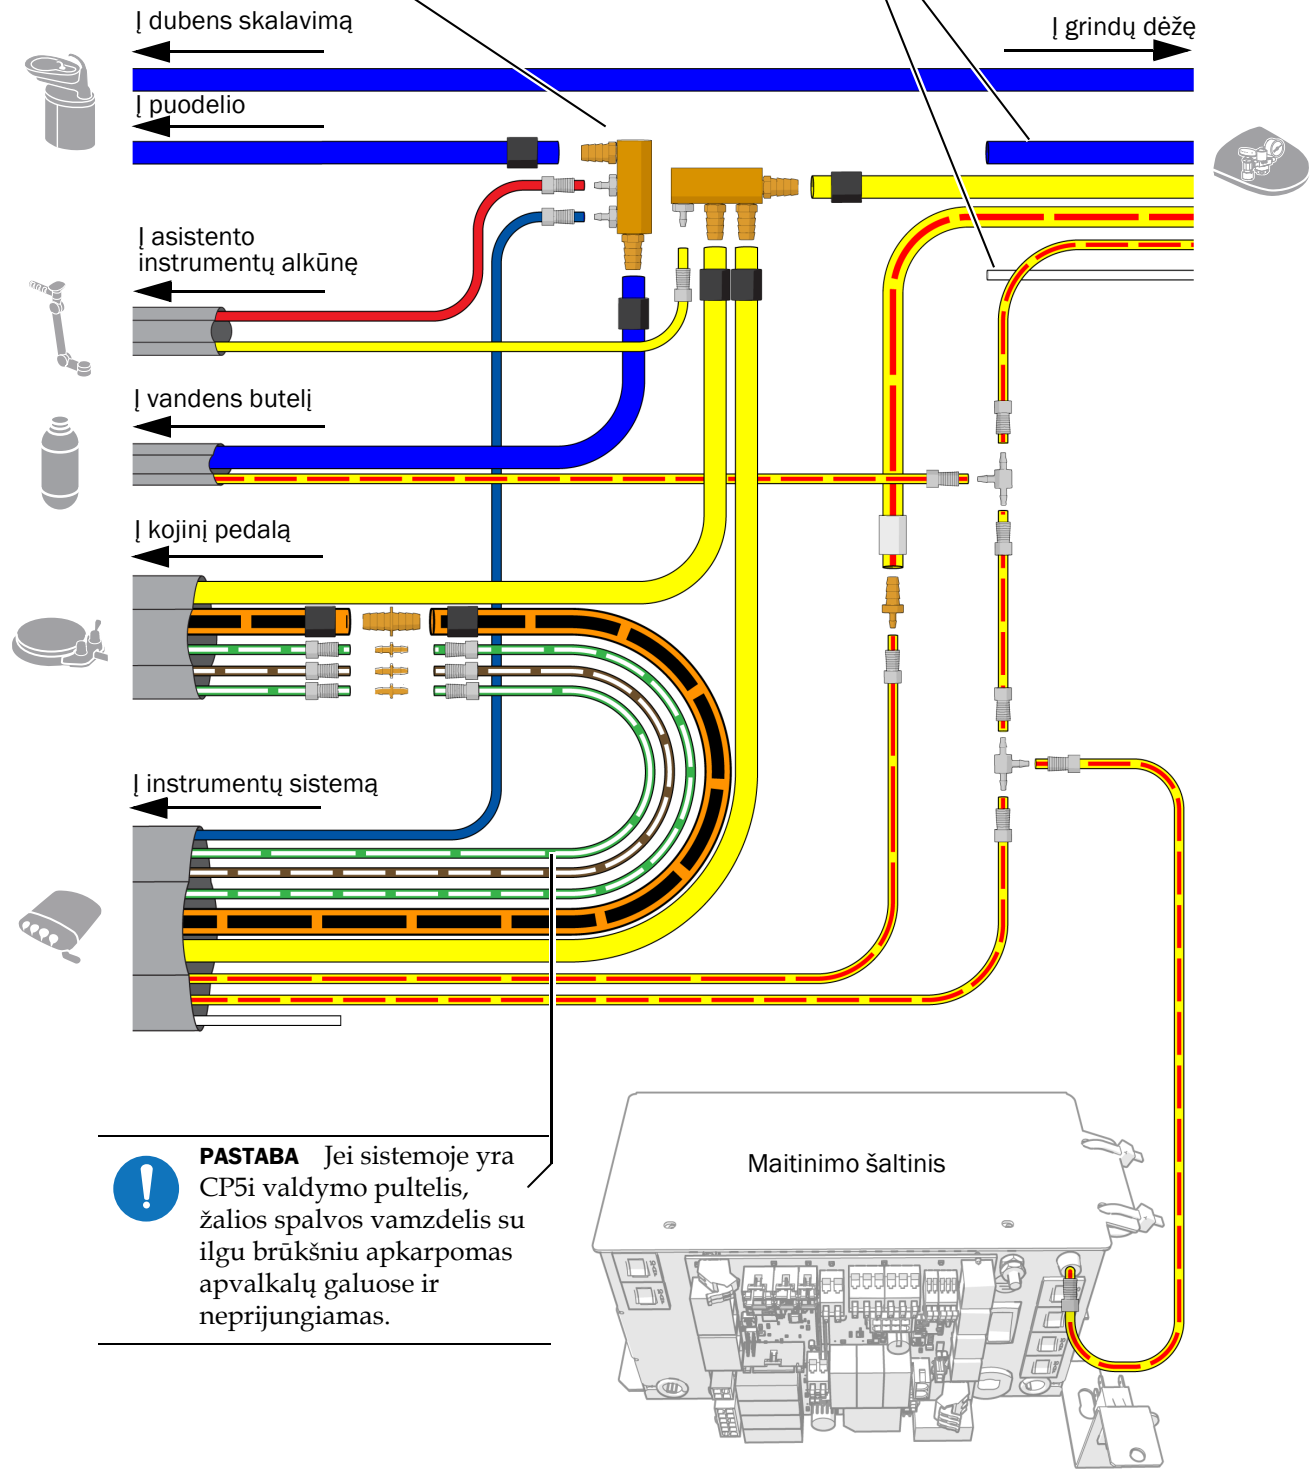 Į dubens skalavimą
Į grindų dėžę
Į puodelio
Į asistento
instrumentų alkūnę
Į vandens butelį
Į kojinį pedalą
Į instrumentų sistemą
PASTABA Jei sistemoje yra
CP5i valdymo pultelis,
žalios spalvos vamzdelis su
ilgu brūkšniu apkarpomas
apvalkalų galuose ir
neprijungiamas.
Maitinimo šaltinis